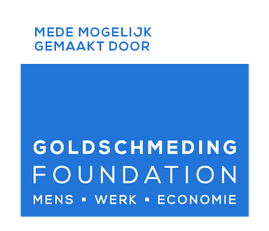 MEDE MOGELIJK
GEMAAKT DOOR
GOLDSCHMEDING
FOUNDATION
MENS ▪ WERK ▪ ECONOMIE